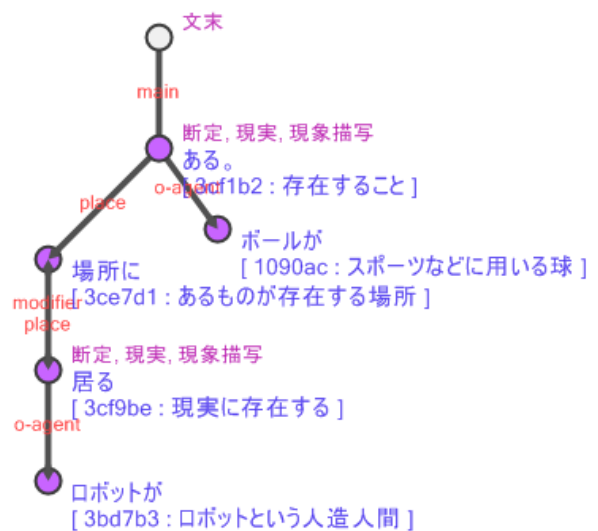 文末
main
断定, 現実, 現象描写
ある。
o-agent
[ 3cf1b2 : 存在すること ]
place
ボールが
[ 1090ac : スポーツなどに用いる球 ]
場所に
[ 3ce7d1 : あるものが存在する場所 ]
modifier
place
断定, 現実, 現象描写
居る
[ 3cf9be : 現実に存在する ]
o-agent
ロボットが
[ 3bd7b3 : ロボットという人造人間 ]